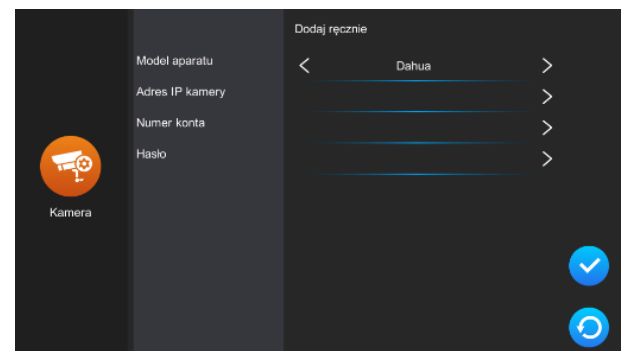 Dodaj ręcznie
Model aparatu
Dahua
Adres IP kamery
Numer konta
Hasło
Kamera